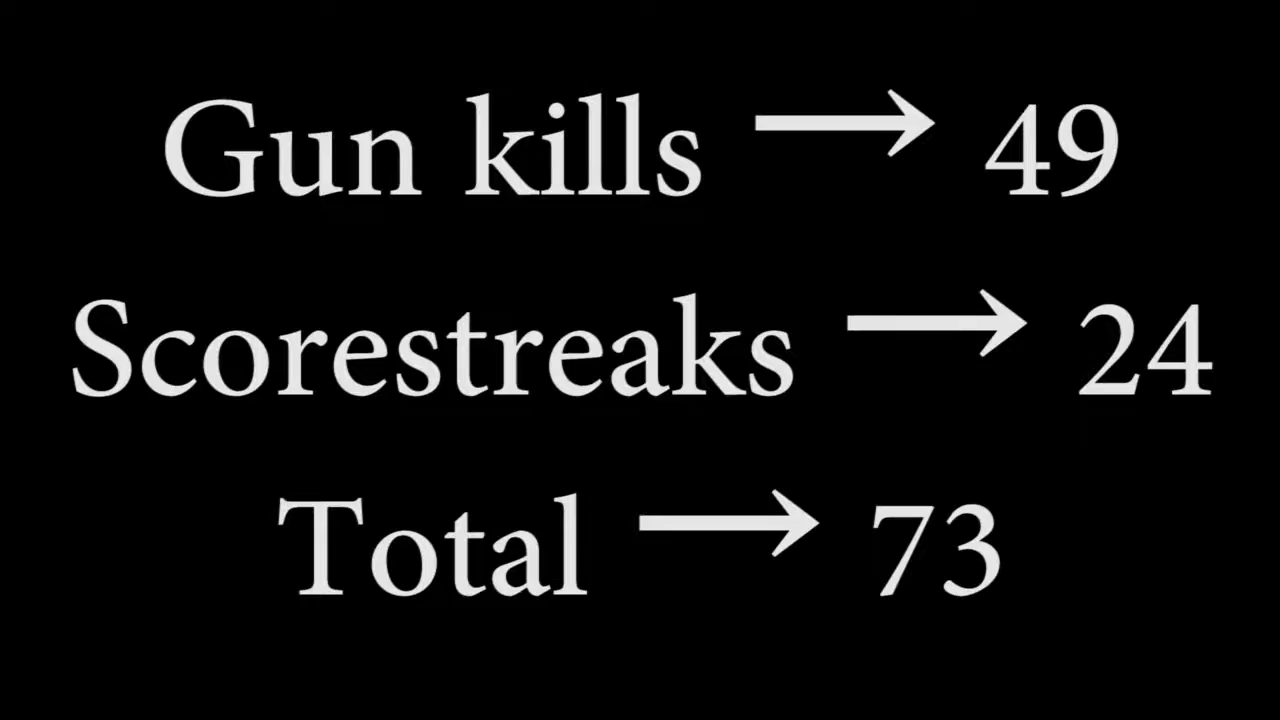 Gun kills → 49
Scorestreaks → 24
Total → 73